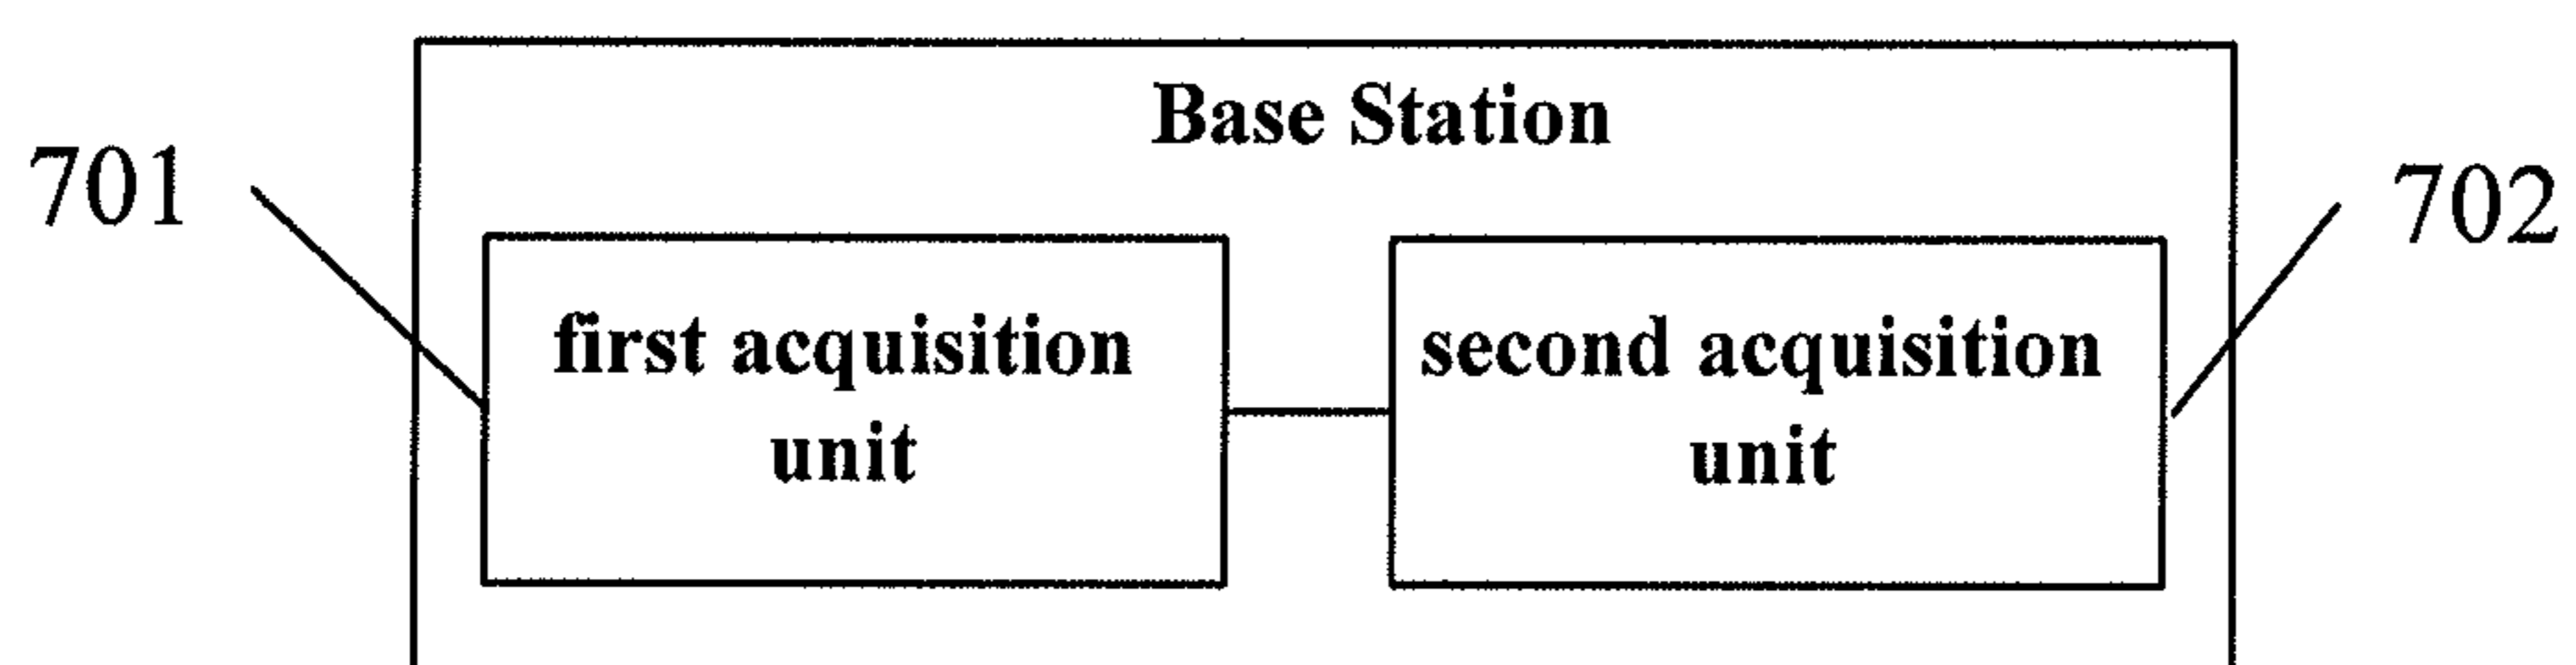 Base Station
701
702
first acquisition
unit
second acquisition
unit